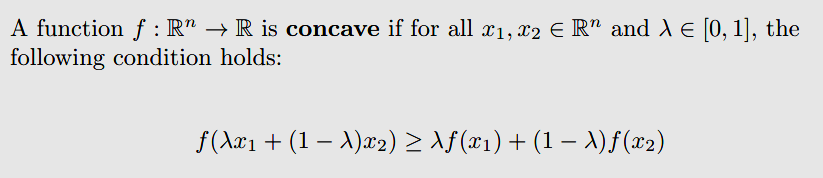 A function f : ℝⁿ → ℝ is concave if for all x₁, x₂ ∈ ℝⁿ and λ ∈ [0, 1], the
following condition holds:
f(λx₁ + (1 − λ)x₂) ≥ λf(x₁) + (1 − λ)f(x₂)